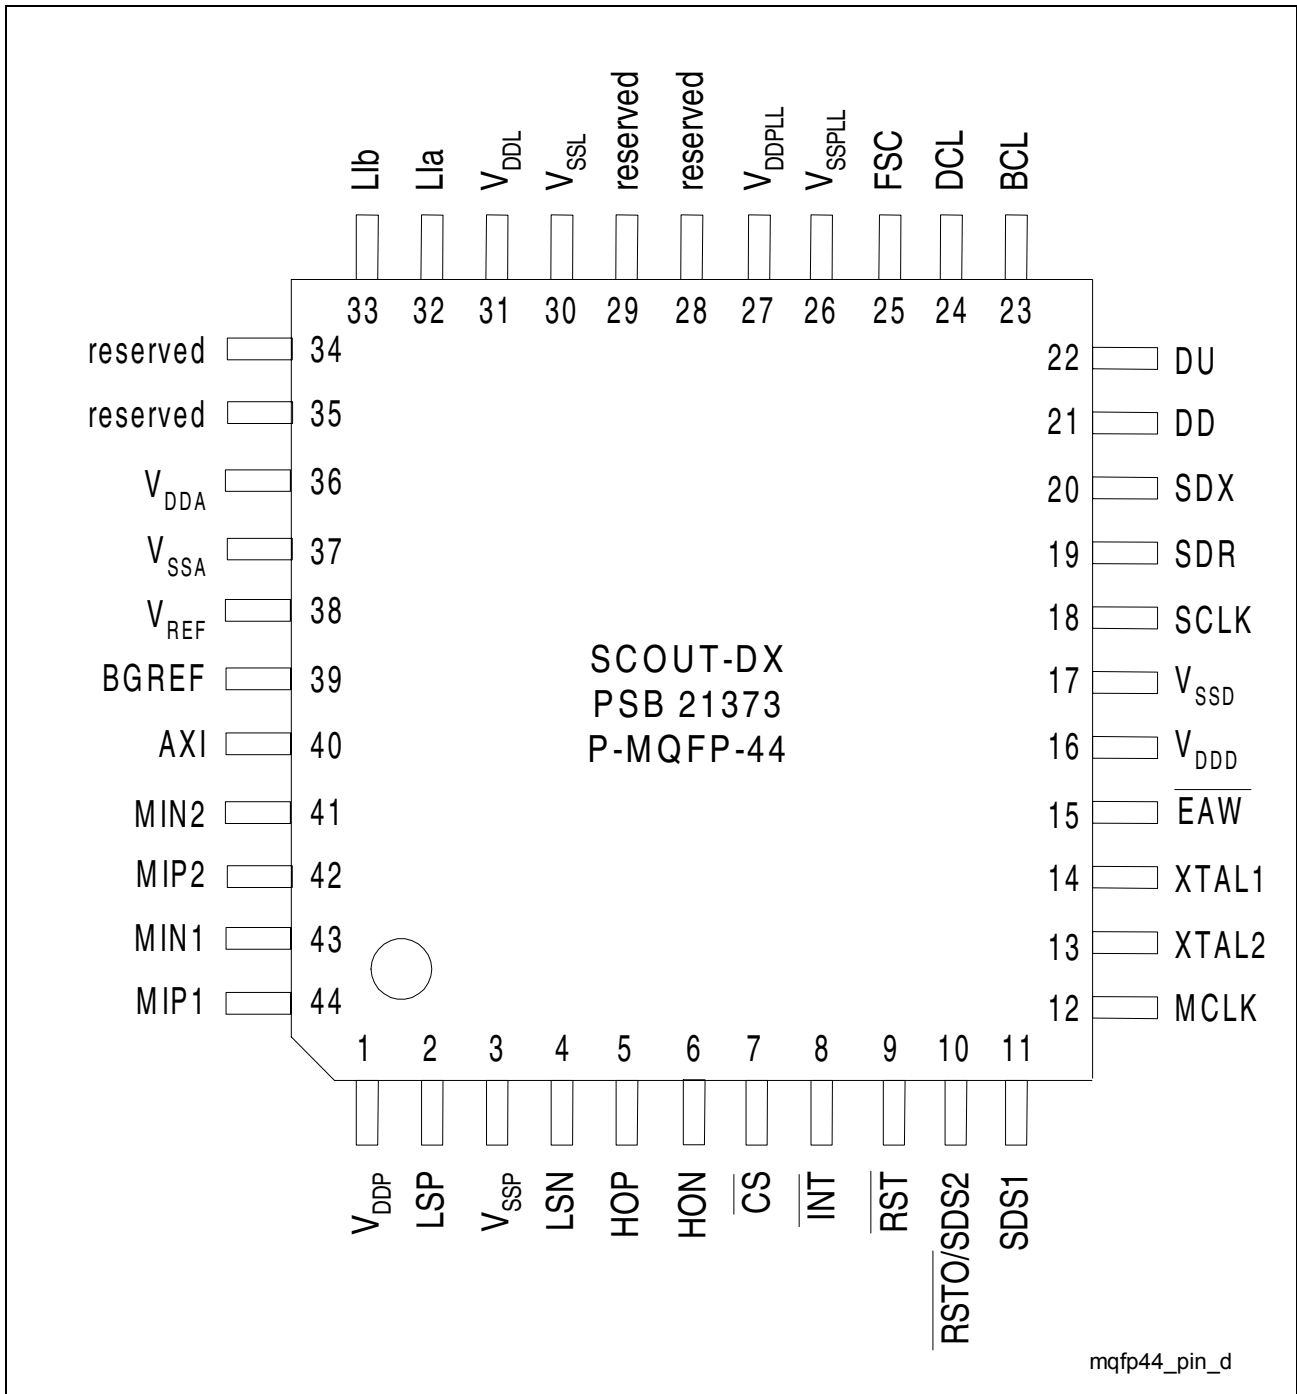 LIb
LIa
VDDL
VSSL
reserved
reserved
VDDPLL
VSSPLL
FSC
DCL
BCL
33 32 31 30 29 28 27 26 25 24 23
reserved 34
reserved 35
VDDA 36
VSSA 37
VREF 38
BGREF 39
AXI 40
MIN2 41
MIP2 42
MIN1 43
MIP1 44
SCOUT-DX
PSB 21373
P-MQFP-44
22 DU
21 DD
20 SDX
19 SDR
18 SCLK
17 VSSD
16 VDDD
15 EAW
14 XTAL1
13 XTAL2
12 MCLK
1 2 3 4 5 6 7 8 9 10 11
VDDP
LSP
VSSP
LSN
HOP
HON
CS
INT
RST
RSTO/SDS2
SDS1
mqfp44_pin_d